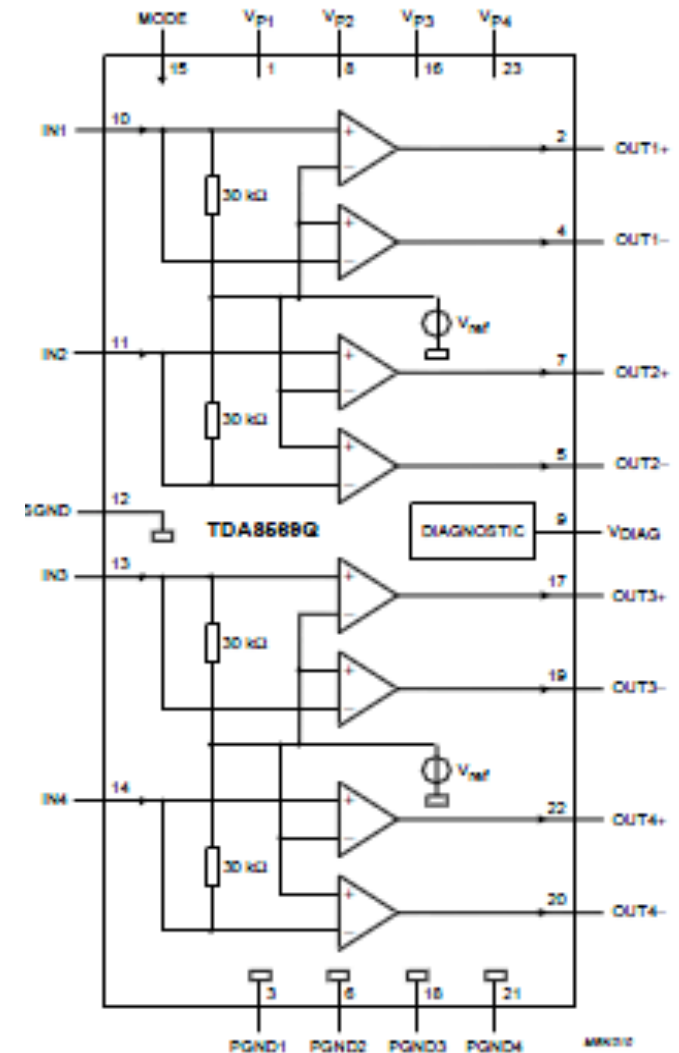 MODE VP1 VP2 VP3 VP4
15 1 8 16 23
IN1 10
+ 2 OUT1+
−
30 kΩ
+ 4 OUT1−
−
Vref
IN2 11
+ 7 OUT2+
−
30 kΩ
+ 5 OUT2−
−
SGND 12
TDA8569Q DIAGNOSTIC 9 VDIAG
IN3 13
+ 17 OUT3+
−
30 kΩ
+ 19 OUT3−
−
Vref
IN4 14
+ 22 OUT4+
−
30 kΩ
+ 20 OUT4−
−
3 6 18 21
PGND1 PGND2 PGND3 PGND4